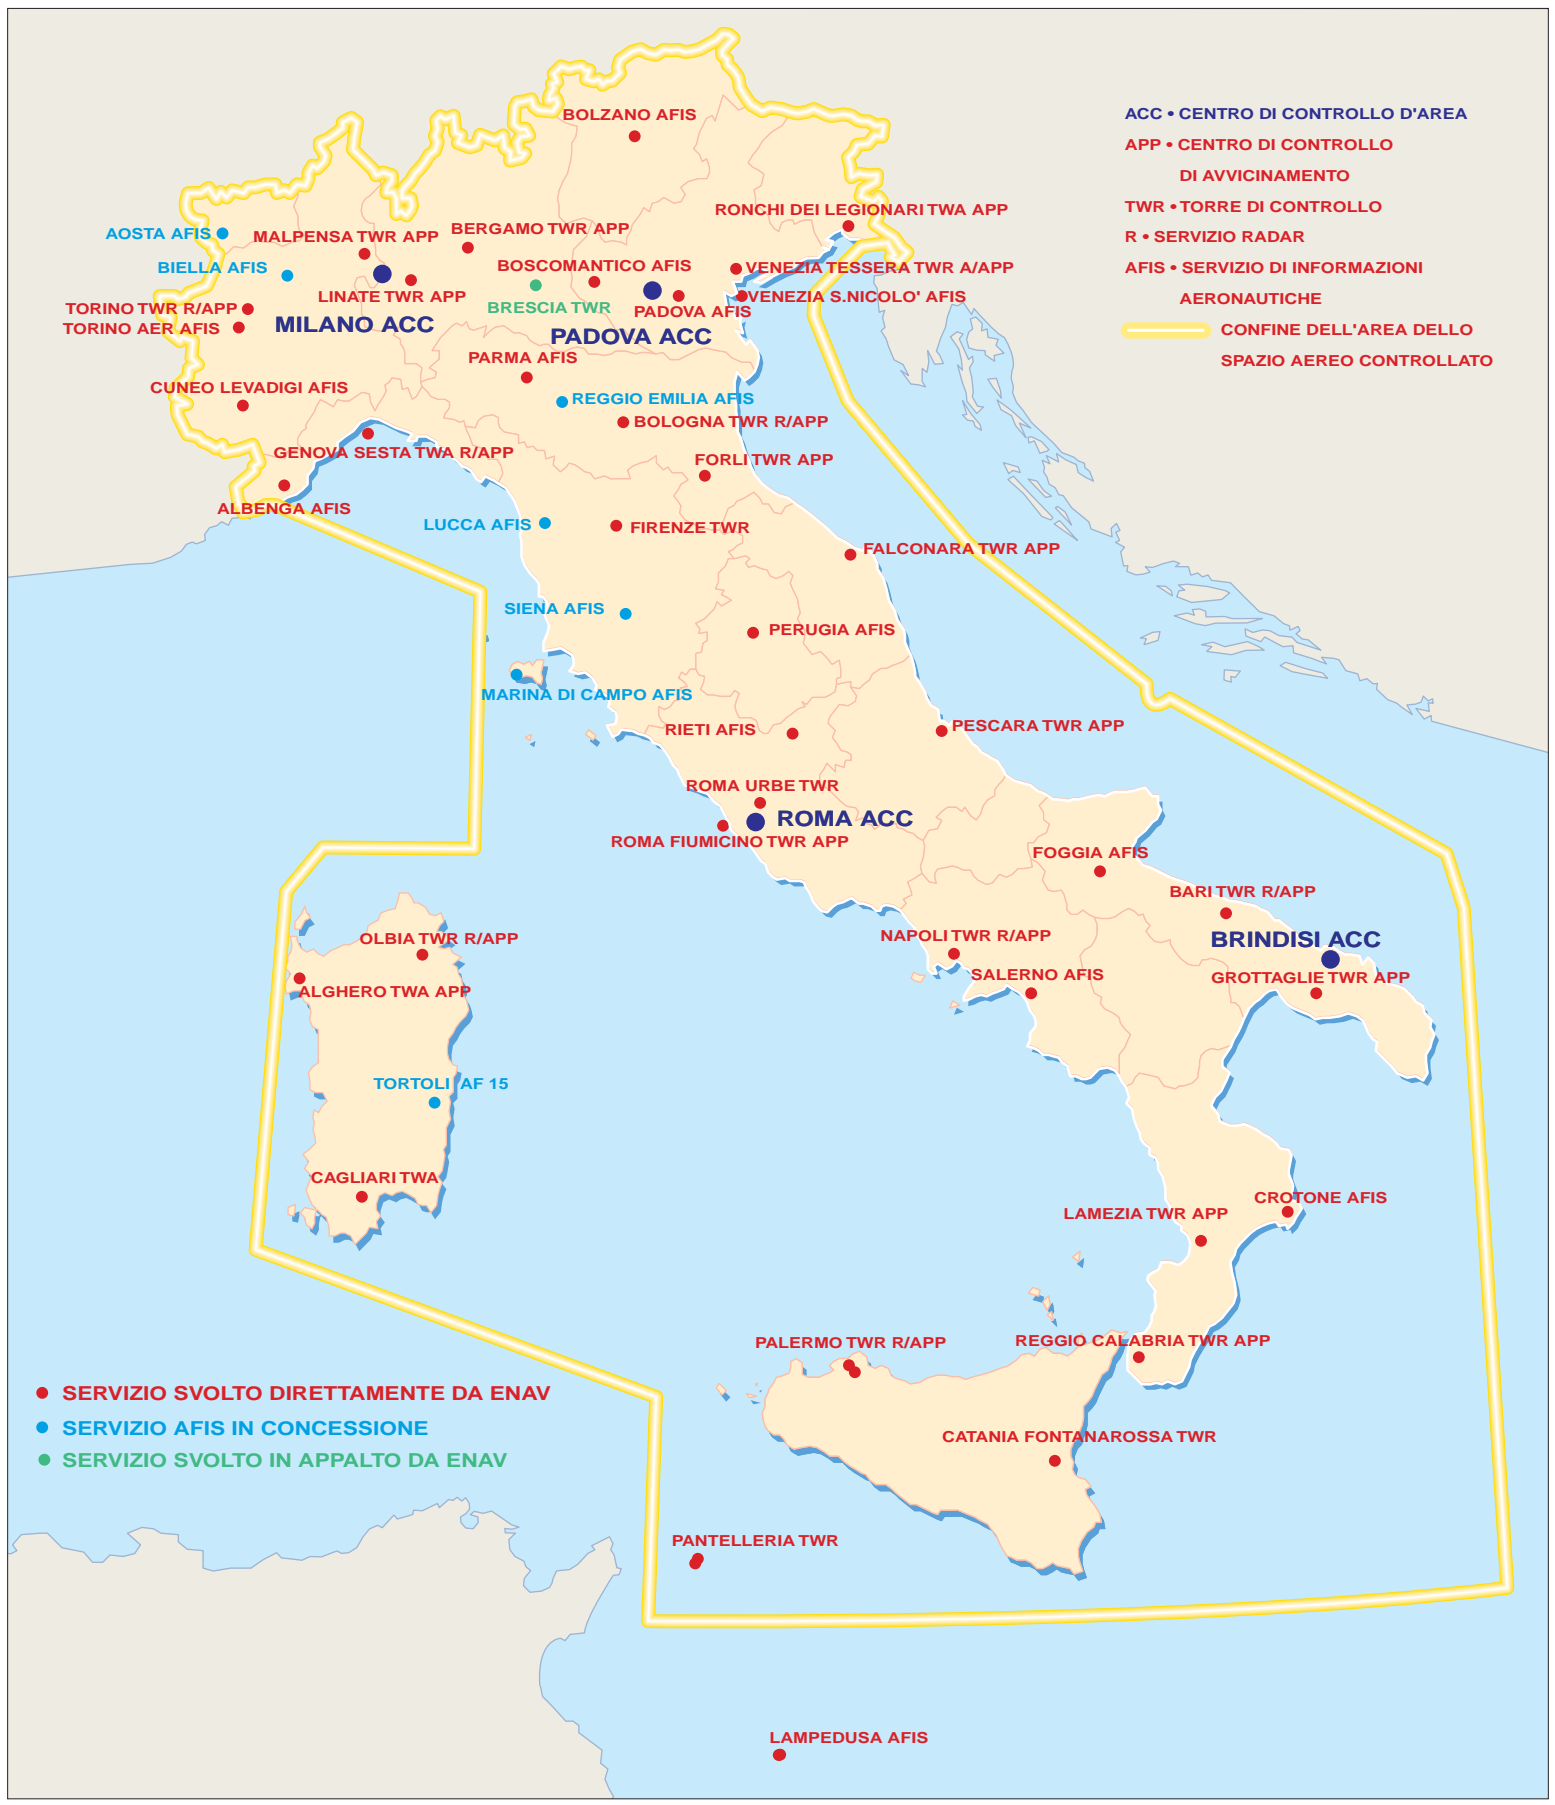 BOLZANO AFIS
ACC • CENTRO DI CONTROLLO D'AREA
APP • CENTRO DI CONTROLLO
DI AVVICINAMENTO
TWR • TORRE DI CONTROLLO
R • SERVIZIO RADAR
AFIS • SERVIZIO DI INFORMAZIONI
AERONAUTICHE
CONFINE DELL'AREA DELLO
SPAZIO AEREO CONTROLLATO
RONCHI DEI LEGIONARI TWA APP
AOSTA AFIS
MALPENSA TWR APP
BERGAMO TWR APP
BIELLA AFIS
BOSCOMANTICO AFIS
VENEZIA TESSERA TWR A/APP
LINATE TWR APP
BRESCIA TWR
PADOVA AFIS
VENEZIA S.NICOLO' AFIS
TORINO TWR R/APP
TORINO AER AFIS
MILANO ACC
PADOVA ACC
PARMA AFIS
CUNEO LEVADIGI AFIS
REGGIO EMILIA AFIS
BOLOGNA TWR R/APP
GENOVA SESTA TWA R/APP
FORLI TWR APP
ALBENGA AFIS
LUCCA AFIS
FIRENZE TWR
FALCONARA TWR APP
SIENA AFIS
PERUGIA AFIS
MARINA DI CAMPO AFIS
RIETI AFIS
PESCARA TWR APP
ROMA URBE TWR
ROMA ACC
ROMA FIUMICINO TWR APP
FOGGIA AFIS
BARI TWR R/APP
NAPOLI TWR R/APP
BRINDISI ACC
OLBIA TWR R/APP
SALERNO AFIS
GROTTAGLIE TWR APP
ALGHERO TWA APP
TORTOLI AF 15
CAGLIARI TWA
CROTONE AFIS
LAMEZIA TWR APP
PALERMO TWR R/APP
REGGIO CALABRIA TWR APP
SERVIZIO SVOLTO DIRETTAMENTE DA ENAV
SERVIZIO AFIS IN CONCESSIONE
SERVIZIO SVOLTO IN APPALTO DA ENAV
CATANIA FONTANAROSSA TWR
PANTELLERIA TWR
LAMPEDUSA AFIS